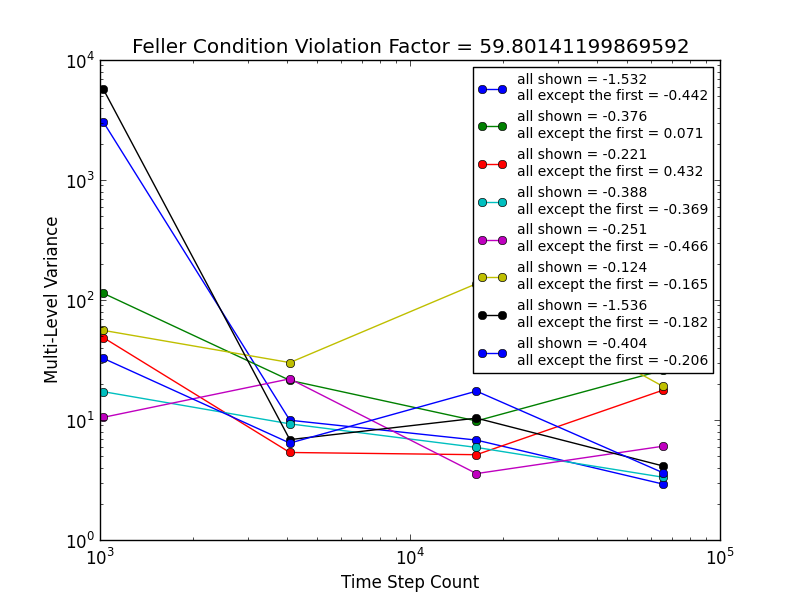 Feller Condition Violation Factor = 59.80141199869592
10^4
10^3
10^2
10^1
10^0
Multi-Level Variance
all shown = -1.532
all except the first = -0.442
all shown = -0.376
all except the first = 0.071
all shown = -0.221
all except the first = 0.432
all shown = -0.388
all except the first = -0.369
all shown = -0.251
all except the first = -0.466
all shown = -0.124
all except the first = -0.165
all shown = -1.536
all except the first = -0.182
all shown = -0.404
all except the first = -0.206
10^3
10^4
10^5
Time Step Count